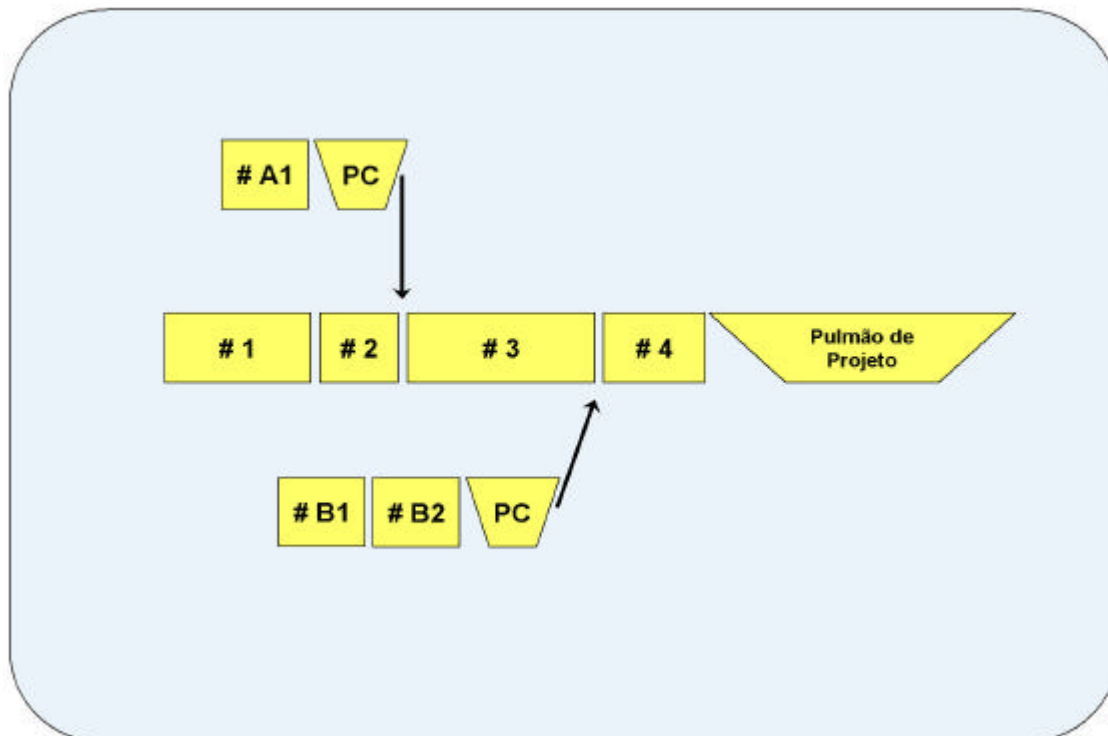 # A1
PC
# 1
# 2
# 3
# 4
Pulmão de
Projeto
# B1
# B2
PC